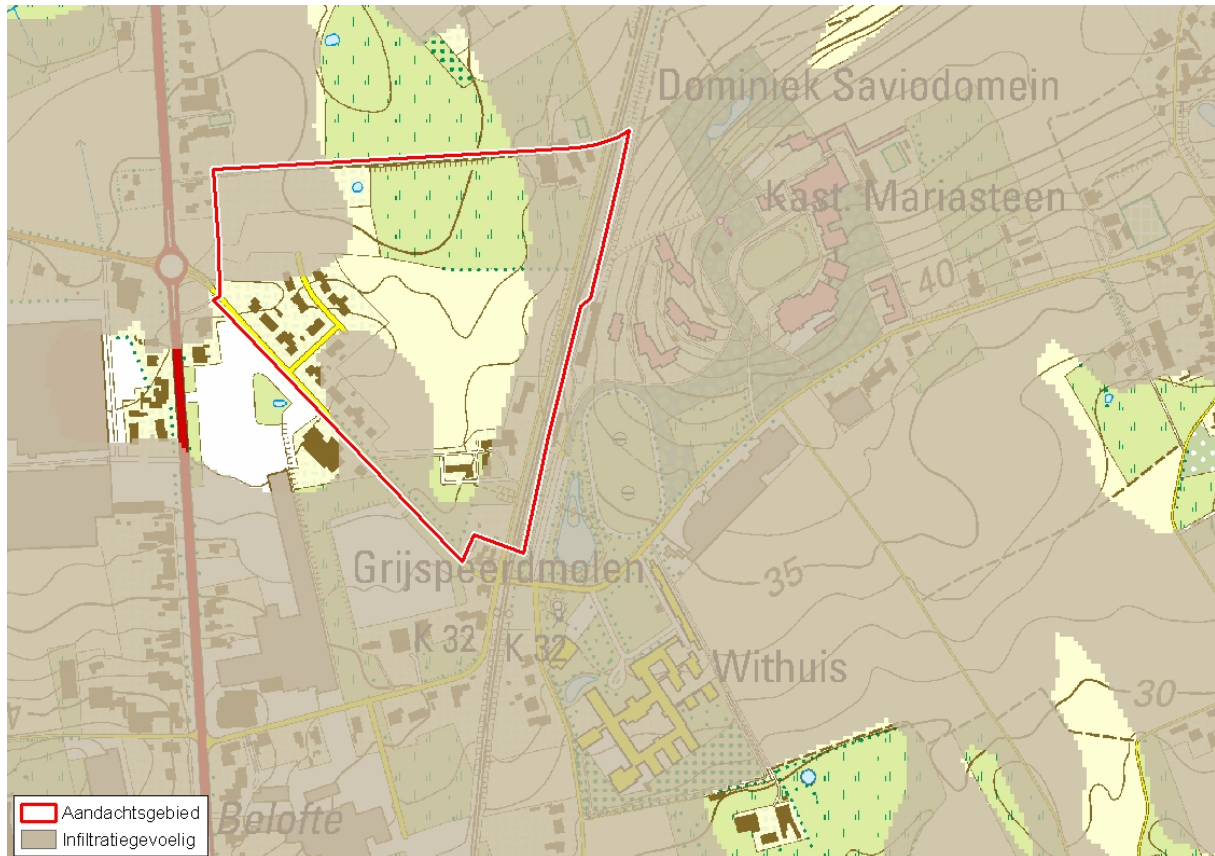 Dominiek Saviodomein
Kast. Mariasteen
40
Grijspeerdmolen
35
K 32
K 32
Withuis
30
Belofte
Aandachtsgebied
Infiltratiegevoelig